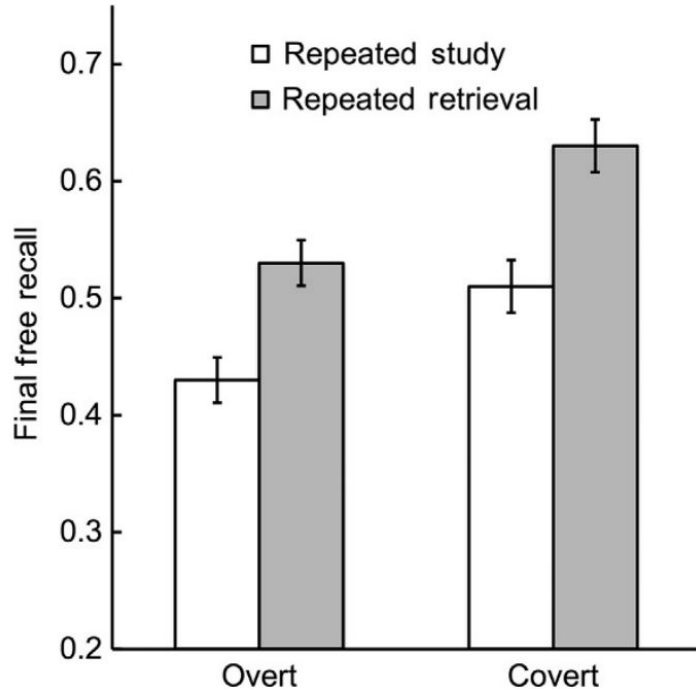 Repeated study
Repeated retrieval
Final free recall
0.7
0.6
0.5
0.4
0.3
0.2
Overt
Covert